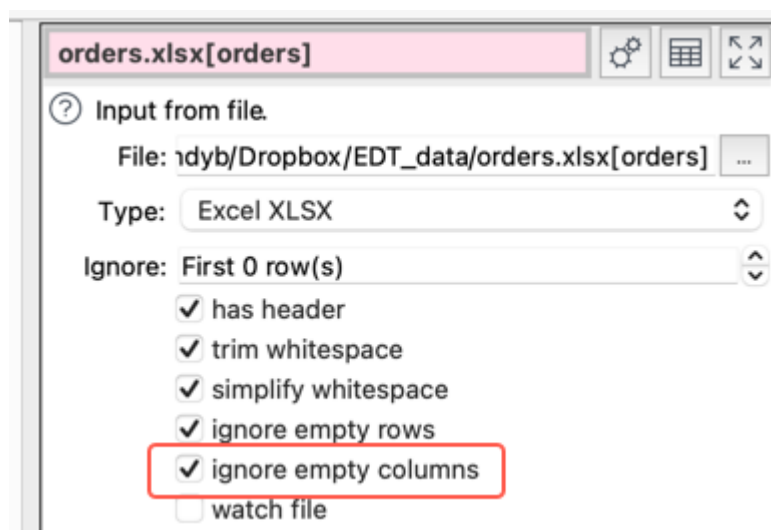 orders.xlsx[orders]
Input from file.
File: ndyb/Dropbox/EDT_data/orders.xlsx[orders] ...
Type: Excel XLSX
Ignore: First 0 row(s)
has header
trim whitespace
simplify whitespace
ignore empty rows
ignore empty columns
watch file